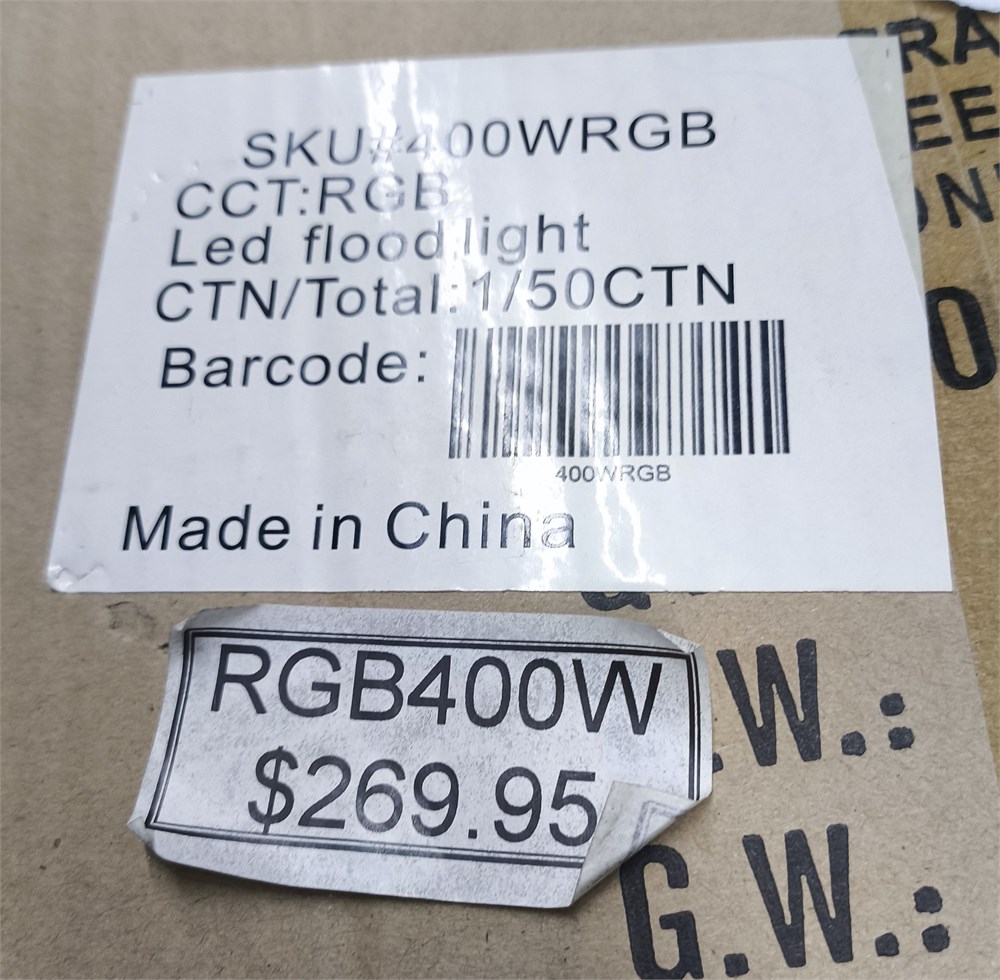 SKU#400WRGB
CCT:RGB
Led flood light
CTN/Total:1/50CTN
Barcode:
400WRGB
Made in China
RGB400W
$269.95
.W.:
G.W.: